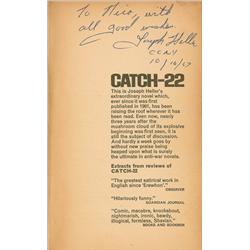 To Nico, with
all good wishes.
Joseph Heller
CCNY
10/16/67
CATCH-22
This is Joseph Heller's
extraordinary novel which,
ever since it was first
published in 1961, has been
raising the roof wherever it
has been read. Even now, nearly
three years after the
mushroom cloud of its explosive
beginning was first seen, it is
still the subject of discussion.
And hardly a week goes by
without new praise being
heaped upon what is surely
the ultimate in anti-war novels.
Extracts from reviews of
CATCH-22
"The greatest satirical work in
English since 'Erewhon'."
OBSERVER
"Hilariously funny."
GUARDIAN JOURNAL
"Comic, macabre, knockabout,
nightmarish, ironic, bawdy,
illogical, formless, Shavian."
BOOKS AND BOOKMEN